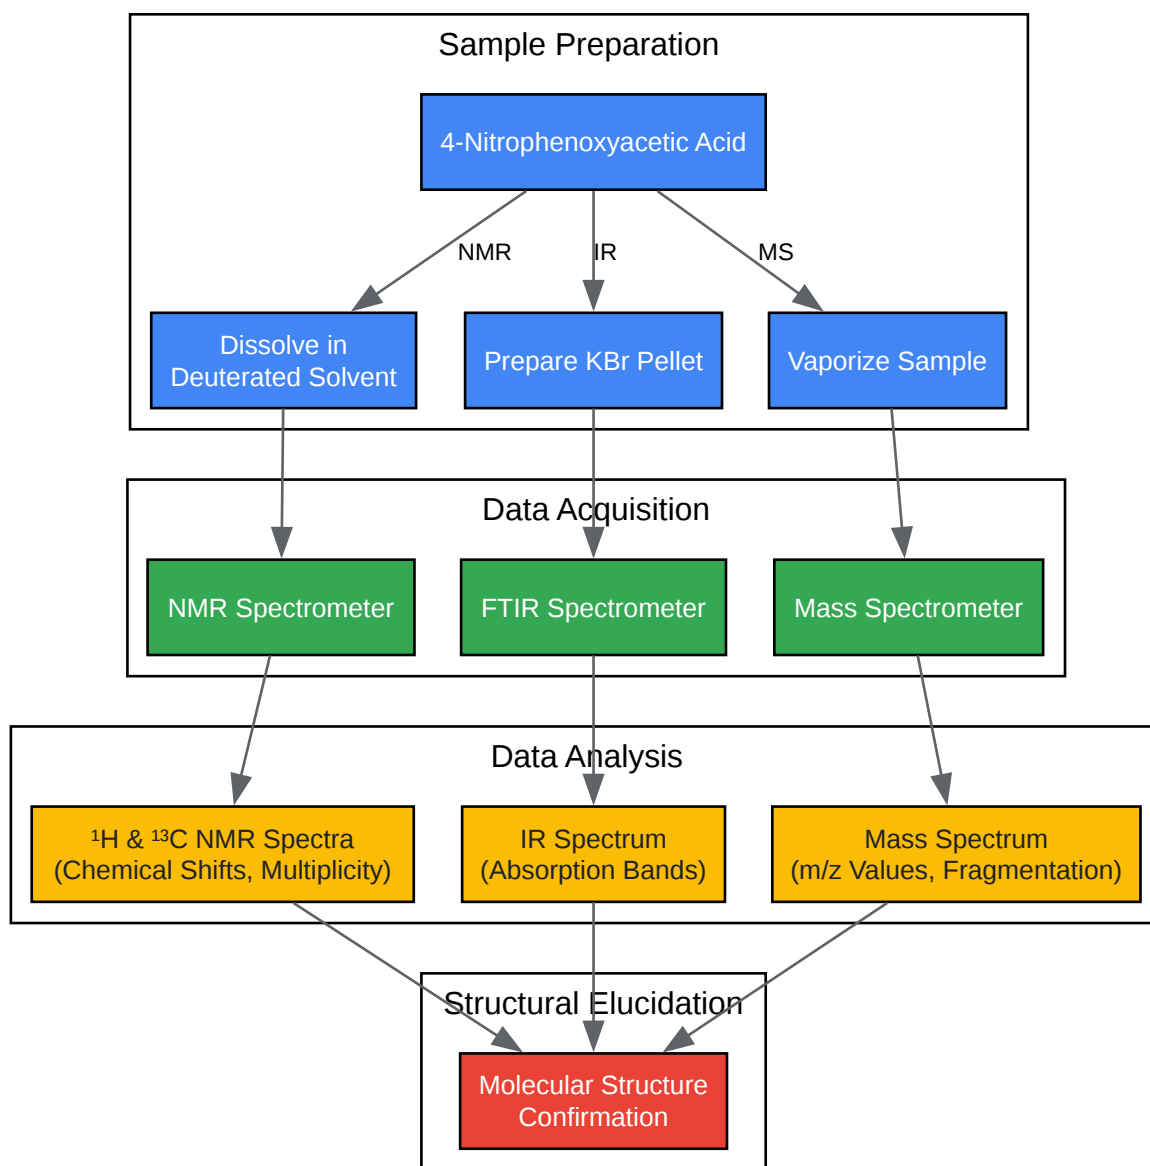 Sample Preparation
4-Nitrophenoxyacetic Acid
NMR
IR
MS
Dissolve in
Deuterated Solvent
Prepare KBr Pellet
Vaporize Sample
Data Acquisition
NMR Spectrometer
FTIR Spectrometer
Mass Spectrometer
Data Analysis
¹H & ¹³C NMR Spectra
(Chemical Shifts, Multiplicity)
IR Spectrum
(Absorption Bands)
Mass Spectrum
(m/z Values, Fragmentation)
Structural Elucidation
Molecular Structure
Confirmation